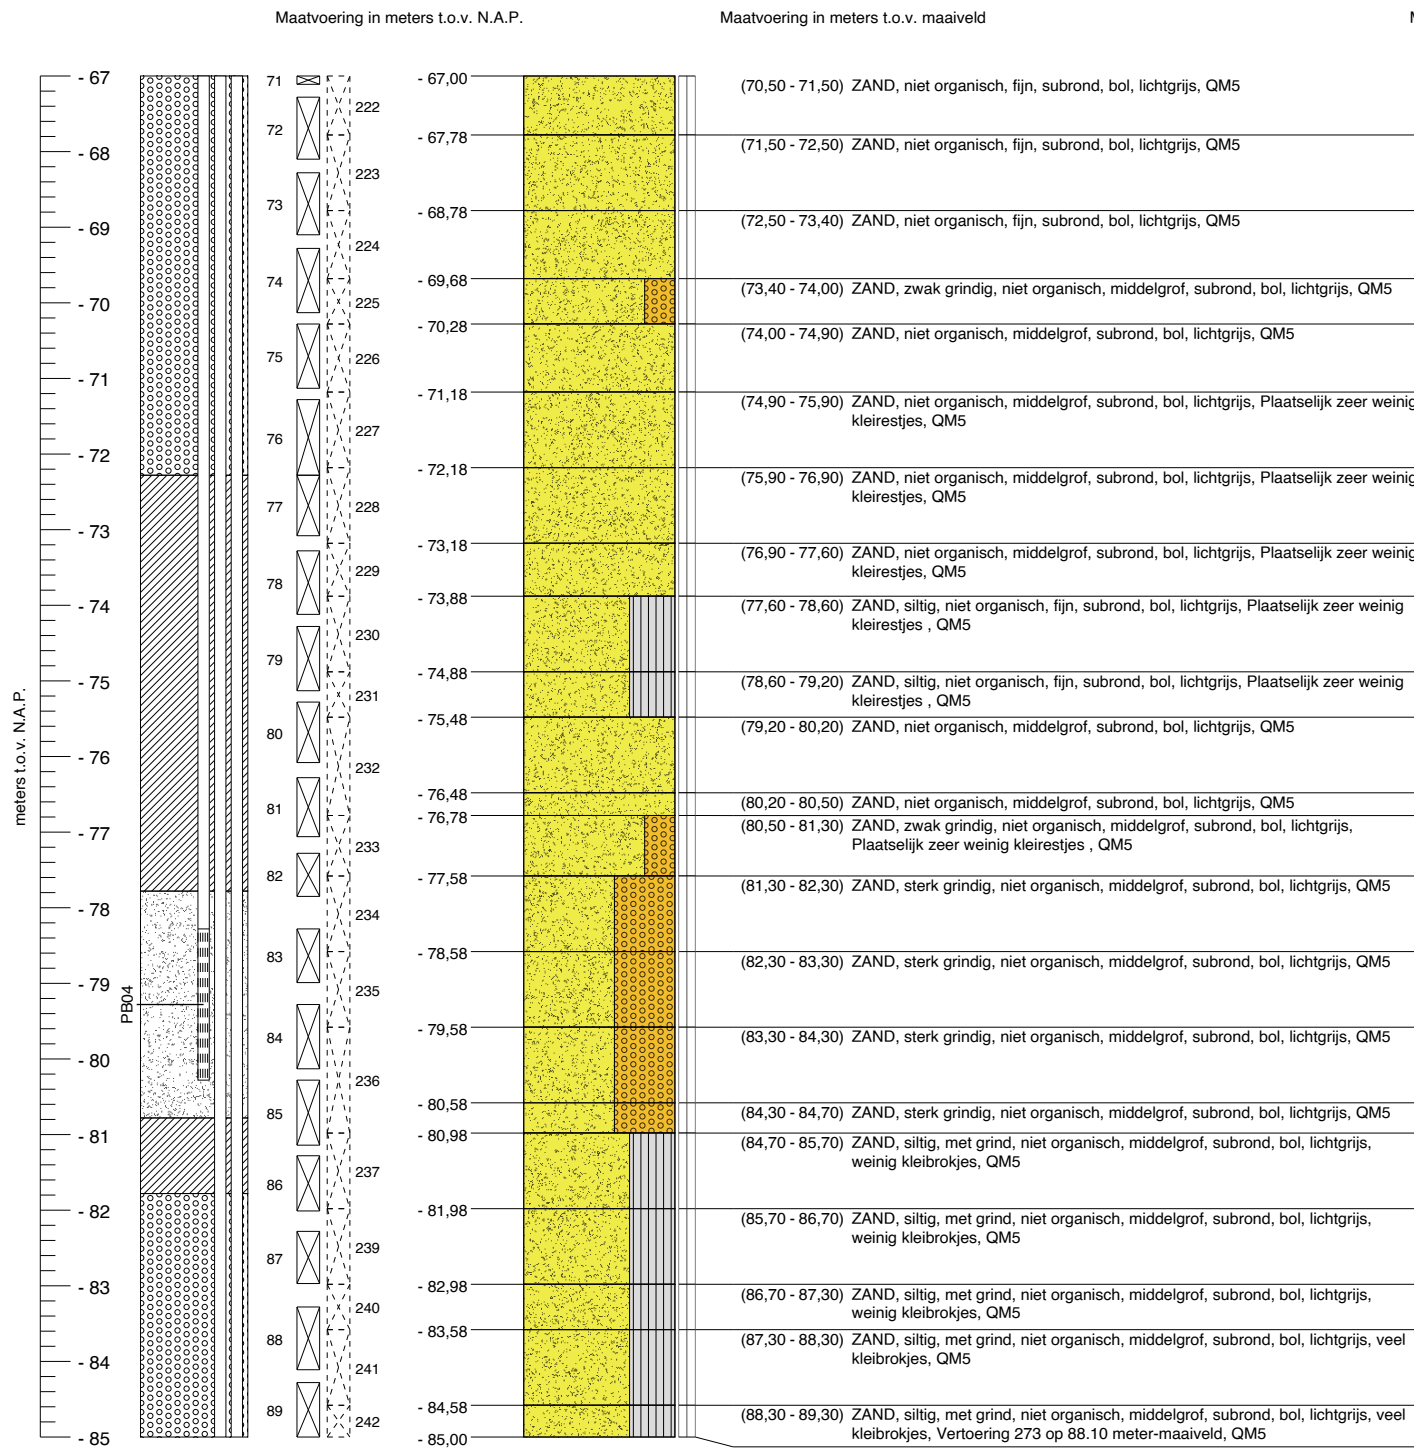 Maatvoering in meters t.o.v. N.A.P.
Maatvoering in meters t.o.v. maaiveld
meters t.o.v. N.A.P.
- 67
- 68
- 69
- 70
- 71
- 72
- 73
- 74
- 75
- 76
- 77
- 78
- 79
- 80
- 81
- 82
- 83
- 84
- 85
PB04
71
72
73
74
75
76
77
78
79
80
81
82
83
84
85
86
87
88
89
222
223
224
225
226
227
228
229
230
231
232
233
234
235
236
237
239
240
241
242
- 67,00
- 67,78
- 68,78
- 69,68
- 70,28
- 71,18
- 72,18
- 73,18
- 73,88
- 74,88
- 75,48
- 76,48
- 76,78
- 77,58
- 78,58
- 79,58
- 80,58
- 80,98
- 81,98
- 82,98
- 83,58
- 84,58
- 85,00
(70,50 - 71,50) ZAND, niet organisch, fijn, subrond, bol, lichtgrijs, QM5
(71,50 - 72,50) ZAND, niet organisch, fijn, subrond, bol, lichtgrijs, QM5
(72,50 - 73,40) ZAND, niet organisch, fijn, subrond, bol, lichtgrijs, QM5
(73,40 - 74,00) ZAND, zwak grindig, niet organisch, middelgrof, subrond, bol, lichtgrijs, QM5
(74,00 - 74,90) ZAND, niet organisch, middelgrof, subrond, bol, lichtgrijs, QM5
(74,90 - 75,90) ZAND, niet organisch, middelgrof, subrond, bol, lichtgrijs, Plaatselijk zeer weinig
kleirestjes, QM5
(75,90 - 76,90) ZAND, niet organisch, middelgrof, subrond, bol, lichtgrijs, Plaatselijk zeer weinig
kleirestjes, QM5
(76,90 - 77,60) ZAND, niet organisch, middelgrof, subrond, bol, lichtgrijs, Plaatselijk zeer weinig
kleirestjes, QM5
(77,60 - 78,60) ZAND, siltig, niet organisch, fijn, subrond, bol, lichtgrijs, Plaatselijk zeer weinig
kleirestjes , QM5
(78,60 - 79,20) ZAND, siltig, niet organisch, fijn, subrond, bol, lichtgrijs, Plaatselijk zeer weinig
kleirestjes , QM5
(79,20 - 80,20) ZAND, niet organisch, middelgrof, subrond, bol, lichtgrijs, QM5
(80,20 - 80,50) ZAND, niet organisch, middelgrof, subrond, bol, lichtgrijs, QM5
(80,50 - 81,30) ZAND, zwak grindig, niet organisch, middelgrof, subrond, bol, lichtgrijs,
Plaatselijk zeer weinig kleirestjes , QM5
(81,30 - 82,30) ZAND, sterk grindig, niet organisch, middelgrof, subrond, bol, lichtgrijs, QM5
(82,30 - 83,30) ZAND, sterk grindig, niet organisch, middelgrof, subrond, bol, lichtgrijs, QM5
(83,30 - 84,30) ZAND, sterk grindig, niet organisch, middelgrof, subrond, bol, lichtgrijs, QM5
(84,30 - 84,70) ZAND, sterk grindig, niet organisch, middelgrof, subrond, bol, lichtgrijs, QM5
(84,70 - 85,70) ZAND, siltig, met grind, niet organisch, middelgrof, subrond, bol, lichtgrijs,
weinig kleibrokjes, QM5
(85,70 - 86,70) ZAND, siltig, met grind, niet organisch, middelgrof, subrond, bol, lichtgrijs,
weinig kleibrokjes, QM5
(86,70 - 87,30) ZAND, siltig, met grind, niet organisch, middelgrof, subrond, bol, lichtgrijs,
weinig kleibrokjes, QM5
(87,30 - 88,30) ZAND, siltig, met grind, niet organisch, middelgrof, subrond, bol, lichtgrijs, veel
kleibrokjes, QM5
(88,30 - 89,30) ZAND, siltig, met grind, niet organisch, middelgrof, subrond, bol, lichtgrijs, veel
kleibrokjes, Vertoering 273 op 88.10 meter-maaiveld, QM5